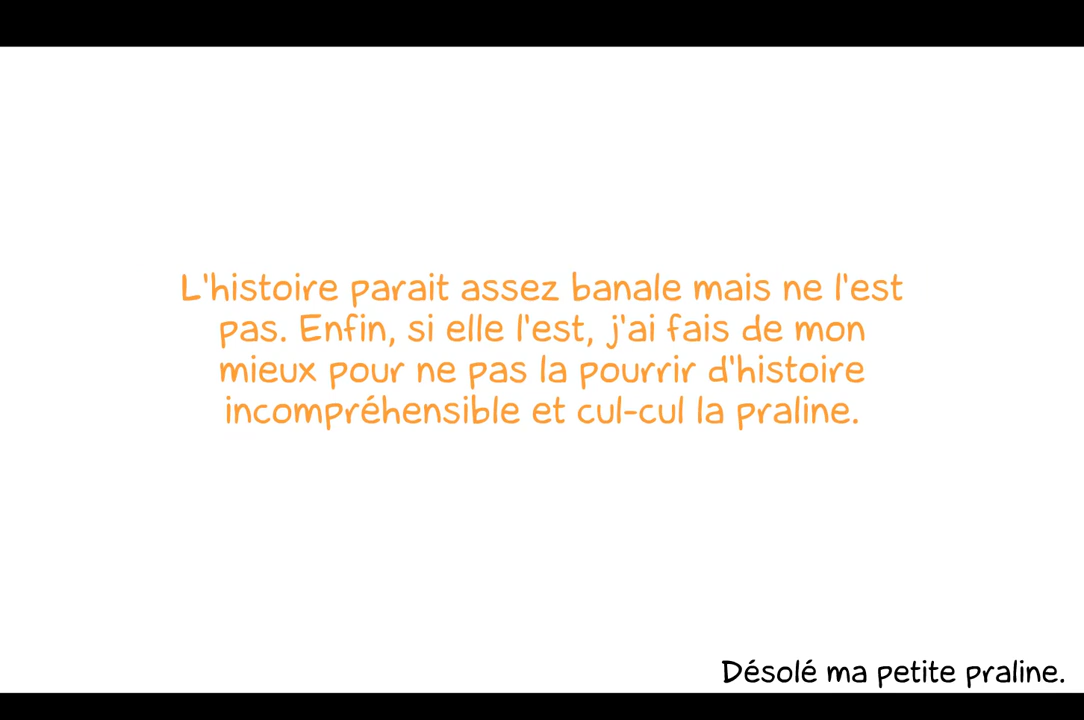 L'histoire parait assez banale mais ne l'est
pas. Enfin, si elle l'est, j'ai fais de mon
mieux pour ne pas la pourrir d'histoire
incompréhensible et cul-cul la praline.
Désolé ma petite praline.